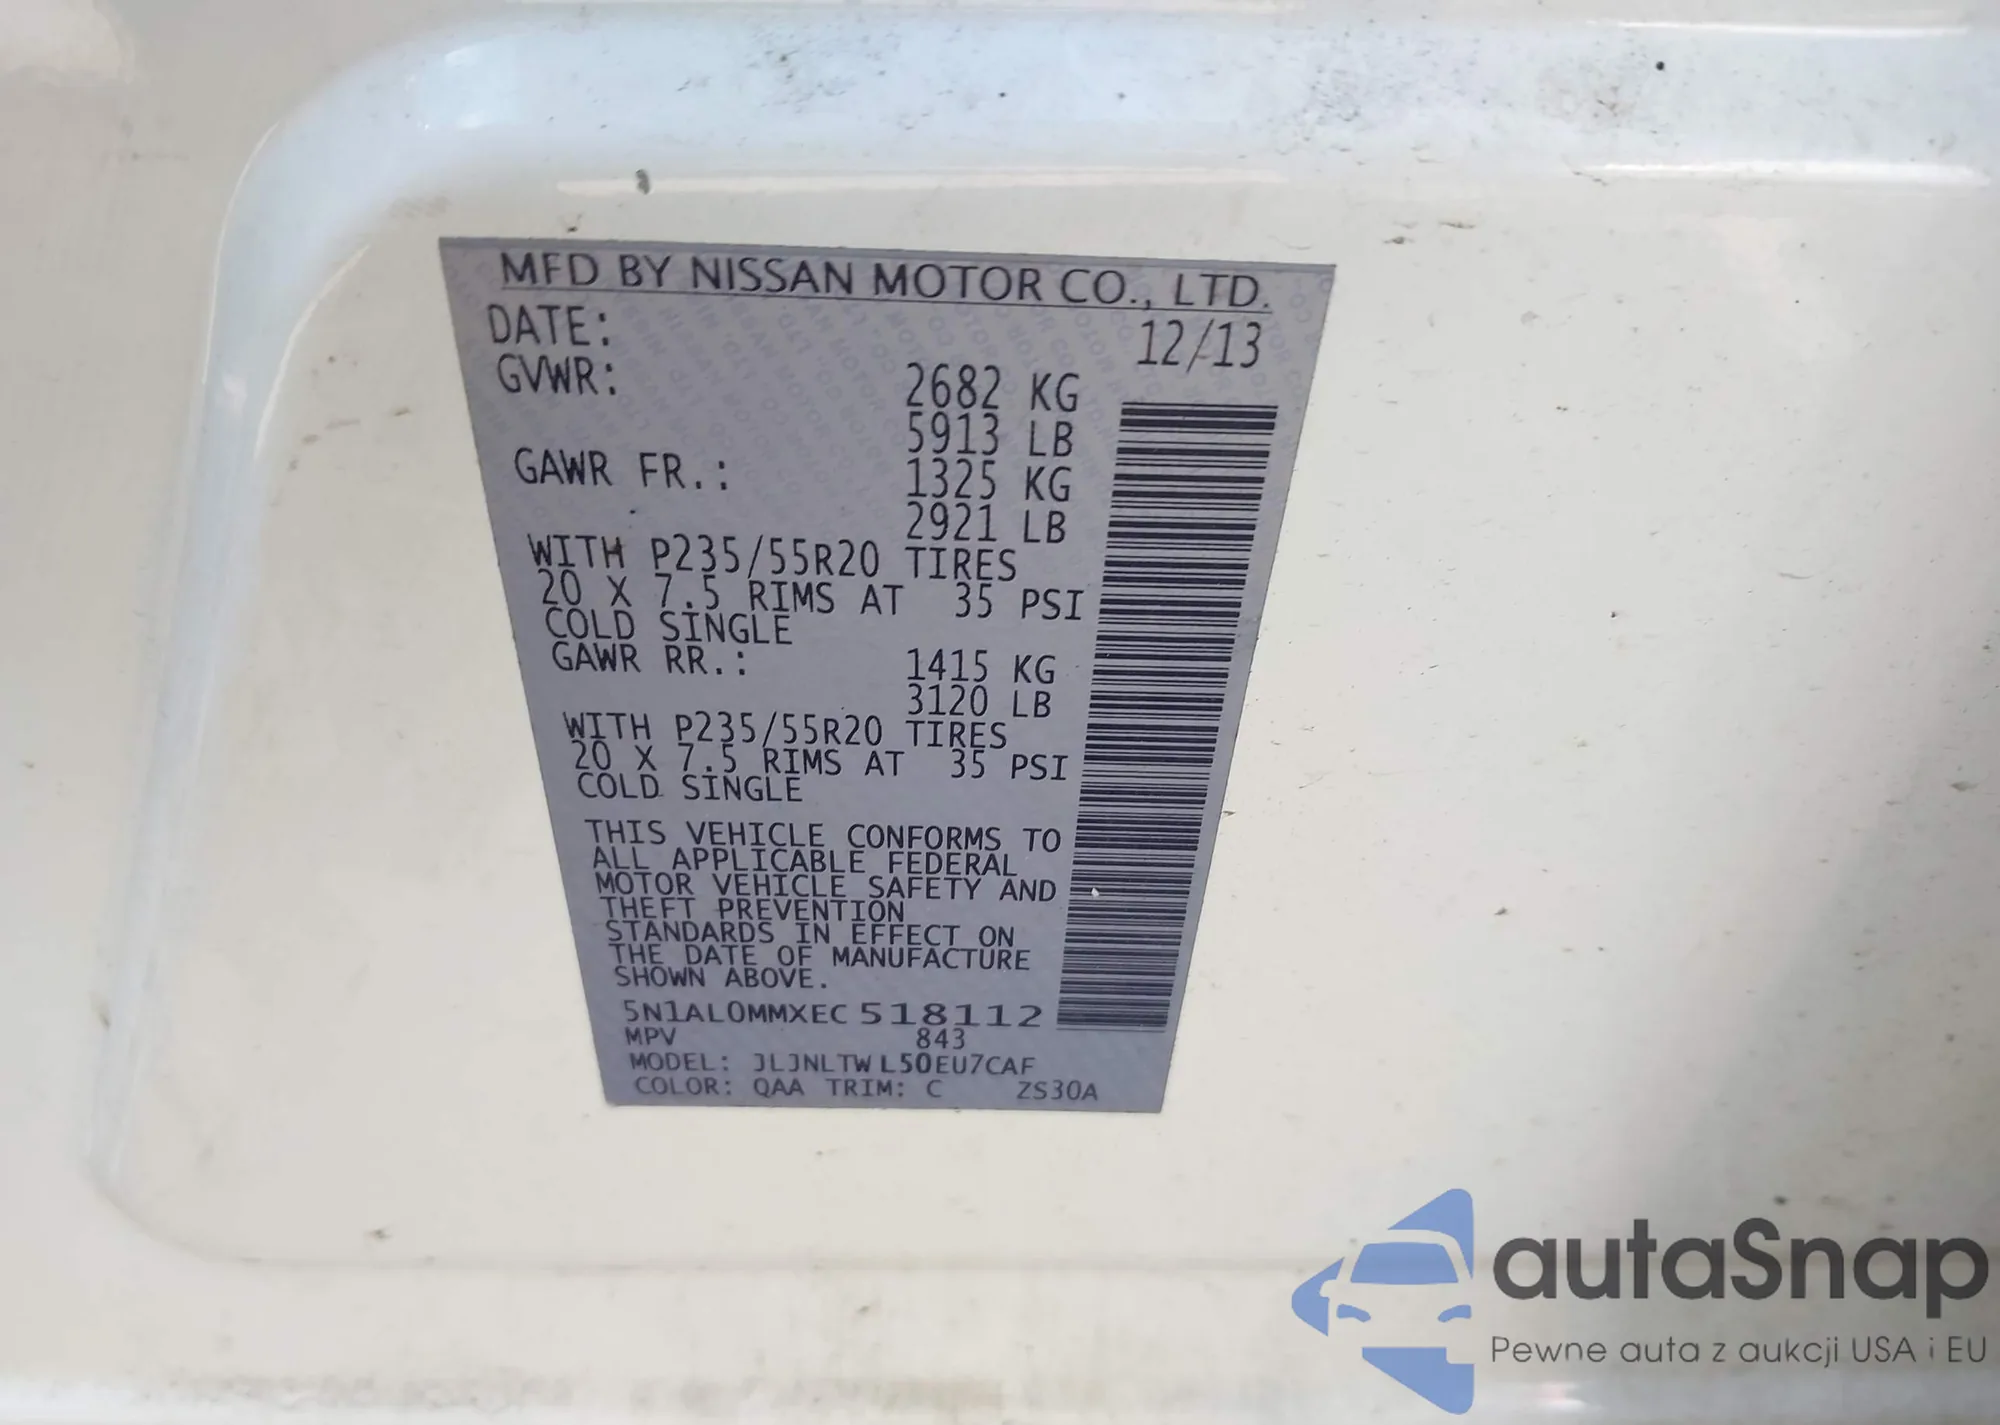 MFD BY NISSAN MOTOR CO., LTD.
DATE: 12/13
GVWR: 2682 KG
5913 LB
GAWR FR.: 1325 KG
2921 LB
WITH P235/55R20 TIRES
20 X 7.5 RIMS AT 35 PSI
COLD SINGLE
GAWR RR.: 1415 KG
3120 LB
WITH P235/55R20 TIRES
20 X 7.5 RIMS AT 35 PSI
COLD SINGLE
THIS VEHICLE CONFORMS TO
ALL APPLICABLE FEDERAL
MOTOR VEHICLE SAFETY AND
THEFT PREVENTION
STANDARDS IN EFFECT ON
THE DATE OF MANUFACTURE
SHOWN ABOVE.
5N1AL0MMXEC518112
MPV 843
MODEL: JLJNLTWL50EU7CAF
COLOR: QAA TRIM: C ZS30A
autaSnap
Pewne auta z aukcji USA i EU